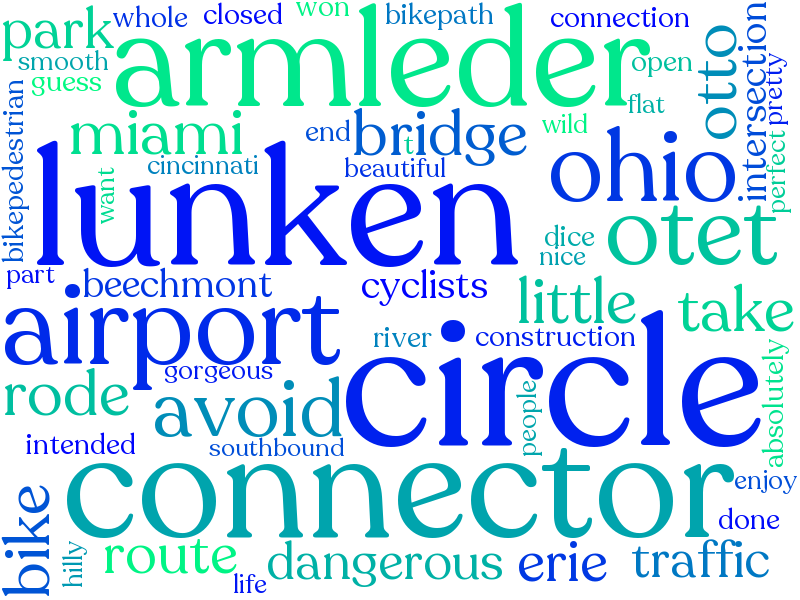 whole
closed
won
bikepath
connection
park
armleder
otto
intersection
pretty
smooth
guess
open
flat
bikepedestrian
miami
end
bridge
t
wild
cincinnati
beautiful
want
lunken
ohio
perfect
otet
dice
nice
part
beechmont
cyclists
little
take
airport
river
construction
circle
gorgeous
rode
avoid
people
absolutely
intended
southbound
connector
enjoy
bike
done
hilly
route
life
dangerous
erie
traffic